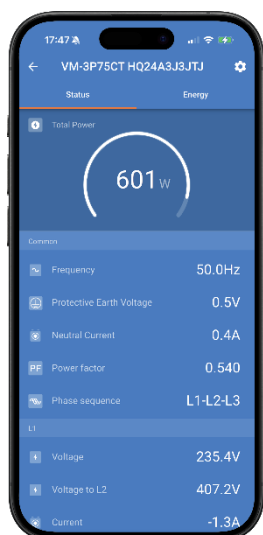 17:47
VM-3P75CT HQ24A3J3JTJ
Status Energy
Total Power
601 W
Common
Frequency 50.0Hz
Protective Earth Voltage 0.5V
Neutral Current 0.4A
PF Power factor 0.540
Phase sequence L1-L2-L3
L1
Voltage 235.4V
Voltage to L2 407.2V
Current -1.3A